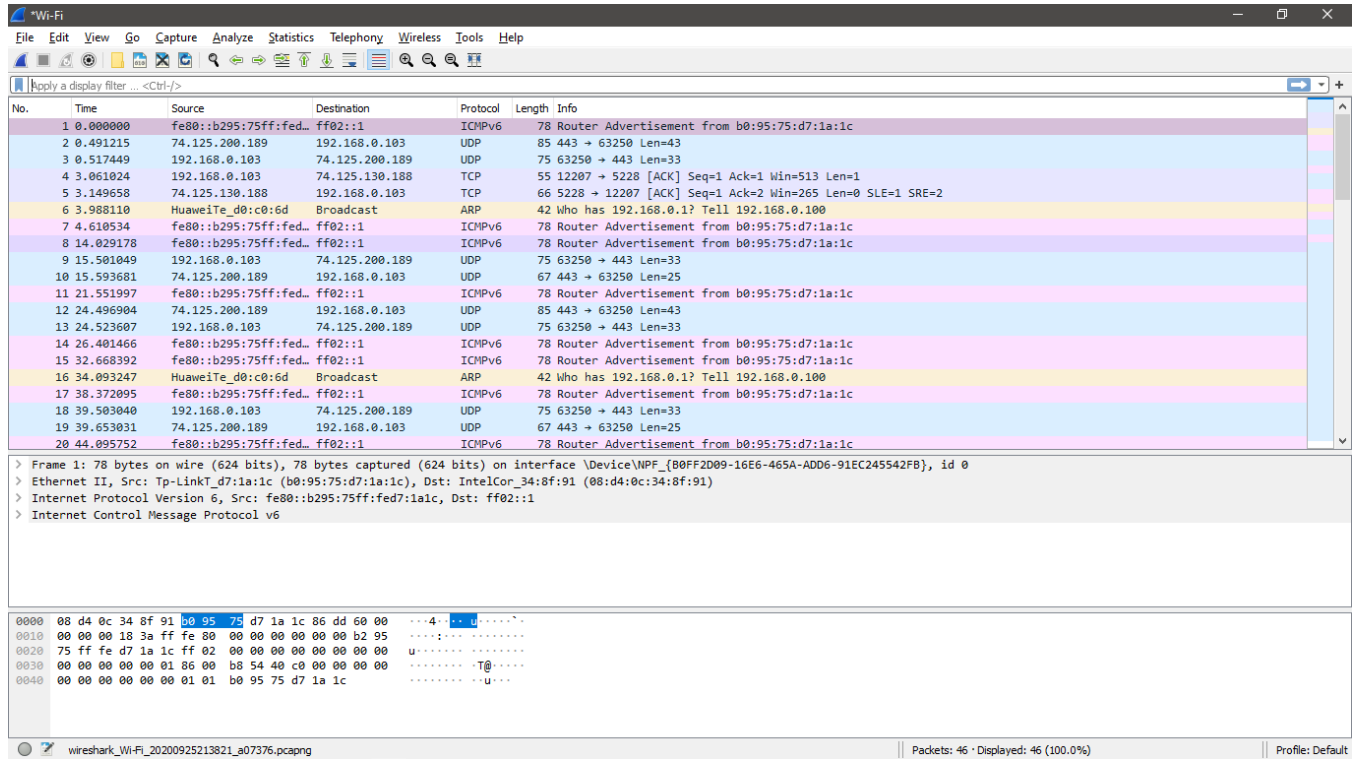 *Wi-Fi
File Edit View Go Capture Analyze Statistics Telephony Wireless Tools Help
Apply a display filter ... <Ctrl-/>
No. Time Source Destination Protocol Length Info
1 0.000000 fe80::b295:75ff:fed… ff02::1 ICMPv6 78 Router Advertisement from b0:95:75:d7:1a:1c
2 0.491215 74.125.200.189 192.168.0.103 UDP 85 443 → 63250 Len=43
3 0.517449 192.168.0.103 74.125.200.189 UDP 75 63250 → 443 Len=33
4 3.061024 192.168.0.103 74.125.130.188 TCP 55 12207 → 5228 [ACK] Seq=1 Ack=1 Win=513 Len=1
5 3.149658 74.125.130.188 192.168.0.103 TCP 66 5228 → 12207 [ACK] Seq=1 Ack=2 Win=265 Len=0 SLE=1 SRE=2
6 3.988110 HuaweiTe_d0:c0:6d Broadcast ARP 42 Who has 192.168.0.1? Tell 192.168.0.100
7 4.610534 fe80::b295:75ff:fed… ff02::1 ICMPv6 78 Router Advertisement from b0:95:75:d7:1a:1c
8 14.029178 fe80::b295:75ff:fed… ff02::1 ICMPv6 78 Router Advertisement from b0:95:75:d7:1a:1c
9 15.501049 192.168.0.103 74.125.200.189 UDP 75 63250 → 443 Len=33
10 15.593681 74.125.200.189 192.168.0.103 UDP 67 443 → 63250 Len=25
11 21.551997 fe80::b295:75ff:fed… ff02::1 ICMPv6 78 Router Advertisement from b0:95:75:d7:1a:1c
12 24.496904 74.125.200.189 192.168.0.103 UDP 85 443 → 63250 Len=43
13 24.523607 192.168.0.103 74.125.200.189 UDP 75 63250 → 443 Len=33
14 26.401466 fe80::b295:75ff:fed… ff02::1 ICMPv6 78 Router Advertisement from b0:95:75:d7:1a:1c
15 32.668392 fe80::b295:75ff:fed… ff02::1 ICMPv6 78 Router Advertisement from b0:95:75:d7:1a:1c
16 34.093247 HuaweiTe_d0:c0:6d Broadcast ARP 42 Who has 192.168.0.1? Tell 192.168.0.100
17 38.372095 fe80::b295:75ff:fed… ff02::1 ICMPv6 78 Router Advertisement from b0:95:75:d7:1a:1c
18 39.503040 192.168.0.103 74.125.200.189 UDP 75 63250 → 443 Len=33
19 39.653031 74.125.200.189 192.168.0.103 UDP 67 443 → 63250 Len=25
20 44.095752 fe80::b295:75ff:fed… ff02::1 ICMPv6 78 Router Advertisement from b0:95:75:d7:1a:1c
> Frame 1: 78 bytes on wire (624 bits), 78 bytes captured (624 bits) on interface \Device\NPF_{B0FF2D09-16E6-465A-ADD6-91EC245542FB}, id 0
> Ethernet II, Src: Tp-LinkT_d7:1a:1c (b0:95:75:d7:1a:1c), Dst: IntelCor_34:8f:91 (08:d4:0c:34:8f:91)
> Internet Protocol Version 6, Src: fe80::b295:75ff:fed7:1a1c, Dst: ff02::1
> Internet Control Message Protocol v6
0000 08 d4 0c 34 8f 91 b0 95 75 d7 1a 1c 86 dd 60 00 ···4···· u·····`·
0010 00 00 00 18 3a ff fe 80 00 00 00 00 00 00 b2 95 ····:··· ········
0020 75 ff fe d7 1a 1c ff 02 00 00 00 00 00 00 00 00 u······· ········
0030 00 00 00 00 00 01 86 00 b8 54 40 c0 00 00 00 00 ········ ·T@·····
0040 00 00 00 00 00 00 01 01 b0 95 75 d7 1a 1c ········ ··u···
wireshark_Wi-Fi_20200925213821_a07376.pcapng Packets: 46 · Displayed: 46 (100.0%) Profile: Default